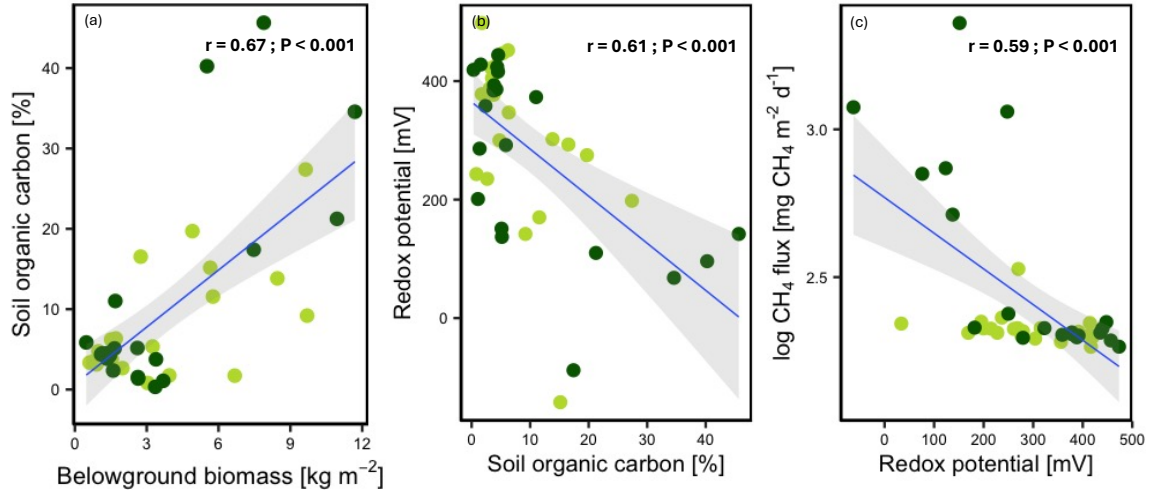 (a)
r = 0.67 ; P < 0.001
Soil organic carbon [%]
40
30
20
10
0
0 3 6 9 12
Belowground biomass [kg m⁻²]
(b)
r = 0.61 ; P < 0.001
Redox potential [mV]
400
200
0
0 10 20 30 40
Soil organic carbon [%]
(c)
r = 0.59 ; P < 0.001
log CH₄ flux [mg CH₄ m⁻² d⁻¹]
3.0
2.5
0 100 200 300 400 500
Redox potential [mV]